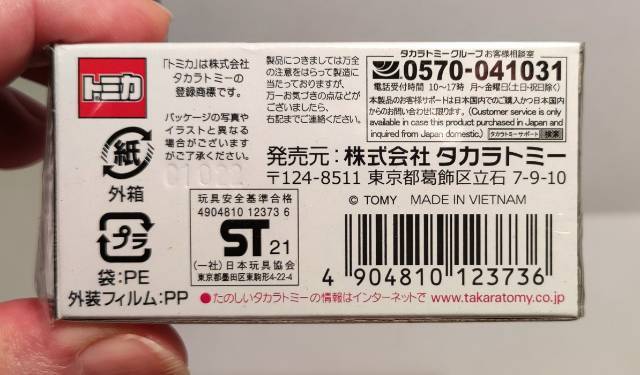 トミカ
「トミカ」は株式会社
タカラトミーの
登録商標です。
パッケージの写真や
イラストと異なる
場合がございますが
ご了承ください。
紙
外箱
プラ
袋:PE
外装フィルム:PP
製品につきましては万全
の注意をはらって製造に
当たっておりますが、
万一お気づきの点などが
ございましたら、
右記までご連絡ください。
タカラトミーグループ お客様相談室
0570-041031
電話受付時間 10~17時 月~金曜日(土日・祝日除く)
本製品のお客様サポートは日本国内でのご購入かつ日本国内
からのお問い合わせに限ります。(Customer service is only
available in case this product purchased in Japan and
inquired from Japan domestic.) タカラトミーサポート 検索
発売元:株式会社 タカラトミー
〒124-8511 東京都葛飾区立石 7-9-10
© TOMY MADE IN VIETNAM
玩具安全基準合格
4904810 12373 6
ST 21
(一社)日本玩具協会
東京都墨田区東駒形4-22-4
4 904810 123736
●たのしいタカラトミーの情報はインターネットで www.takaratomy.co.jp